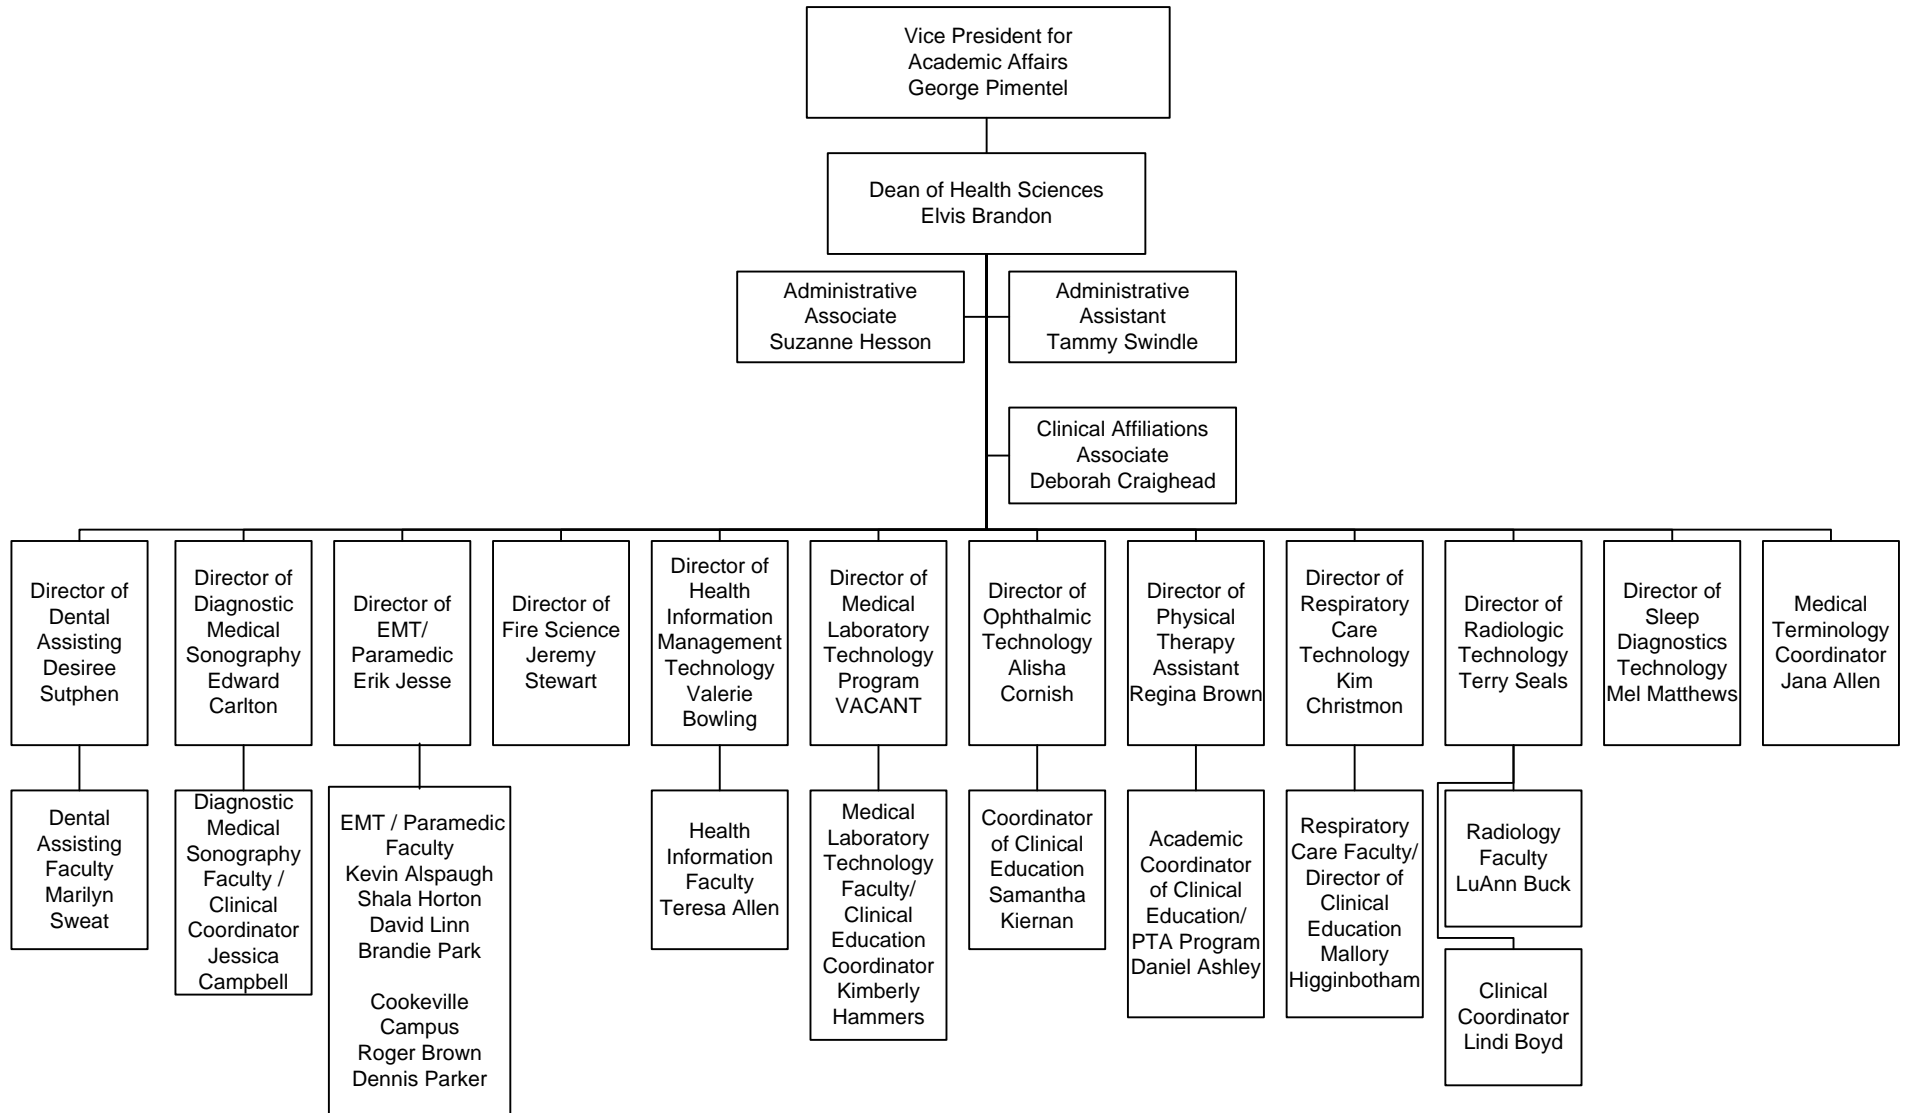 Vice President for
Academic Affairs
George Pimentel
Dean of Health Sciences
Elvis Brandon
Administrative
Associate
Suzanne Hesson
Administrative
Assistant
Tammy Swindle
Clinical Affiliations
Associate
Deborah Craighead
Director of
Dental
Assisting
Desiree
Sutphen
Director of
Diagnostic
Medical
Sonography
Edward
Carlton
Director of
EMT/
Paramedic
Erik Jesse
Director of
Fire Science
Jeremy
Stewart
Director of
Health
Information
Management
Technology
Valerie
Bowling
Director of
Medical
Laboratory
Technology
Program
VACANT
Director of
Ophthalmic
Technology
Alisha
Cornish
Director of
Physical
Therapy
Assistant
Regina Brown
Director of
Respiratory
Care
Technology
Kim
Christmon
Director of
Radiologic
Technology
Terry Seals
Director of
Sleep
Diagnostics
Technology
Mel Matthews
Medical
Terminology
Coordinator
Jana Allen
Dental
Assisting
Faculty
Marilyn
Sweat
Diagnostic
Medical
Sonography
Faculty /
Clinical
Coordinator
Jessica
Campbell
EMT / Paramedic
Faculty
Kevin Alspaugh
Shala Horton
David Linn
Brandie Park
Cookeville
Campus
Roger Brown
Dennis Parker
Health
Information
Faculty
Teresa Allen
Medical
Laboratory
Technology
Faculty/
Clinical
Education
Coordinator
Kimberly
Hammers
Coordinator
of Clinical
Education
Samantha
Kiernan
Academic
Coordinator
of Clinical
Education/
PTA Program
Daniel Ashley
Respiratory
Care Faculty/
Director of
Clinical
Education
Mallory
Higginbotham
Radiology
Faculty
LuAnn Buck
Clinical
Coordinator
Lindi Boyd